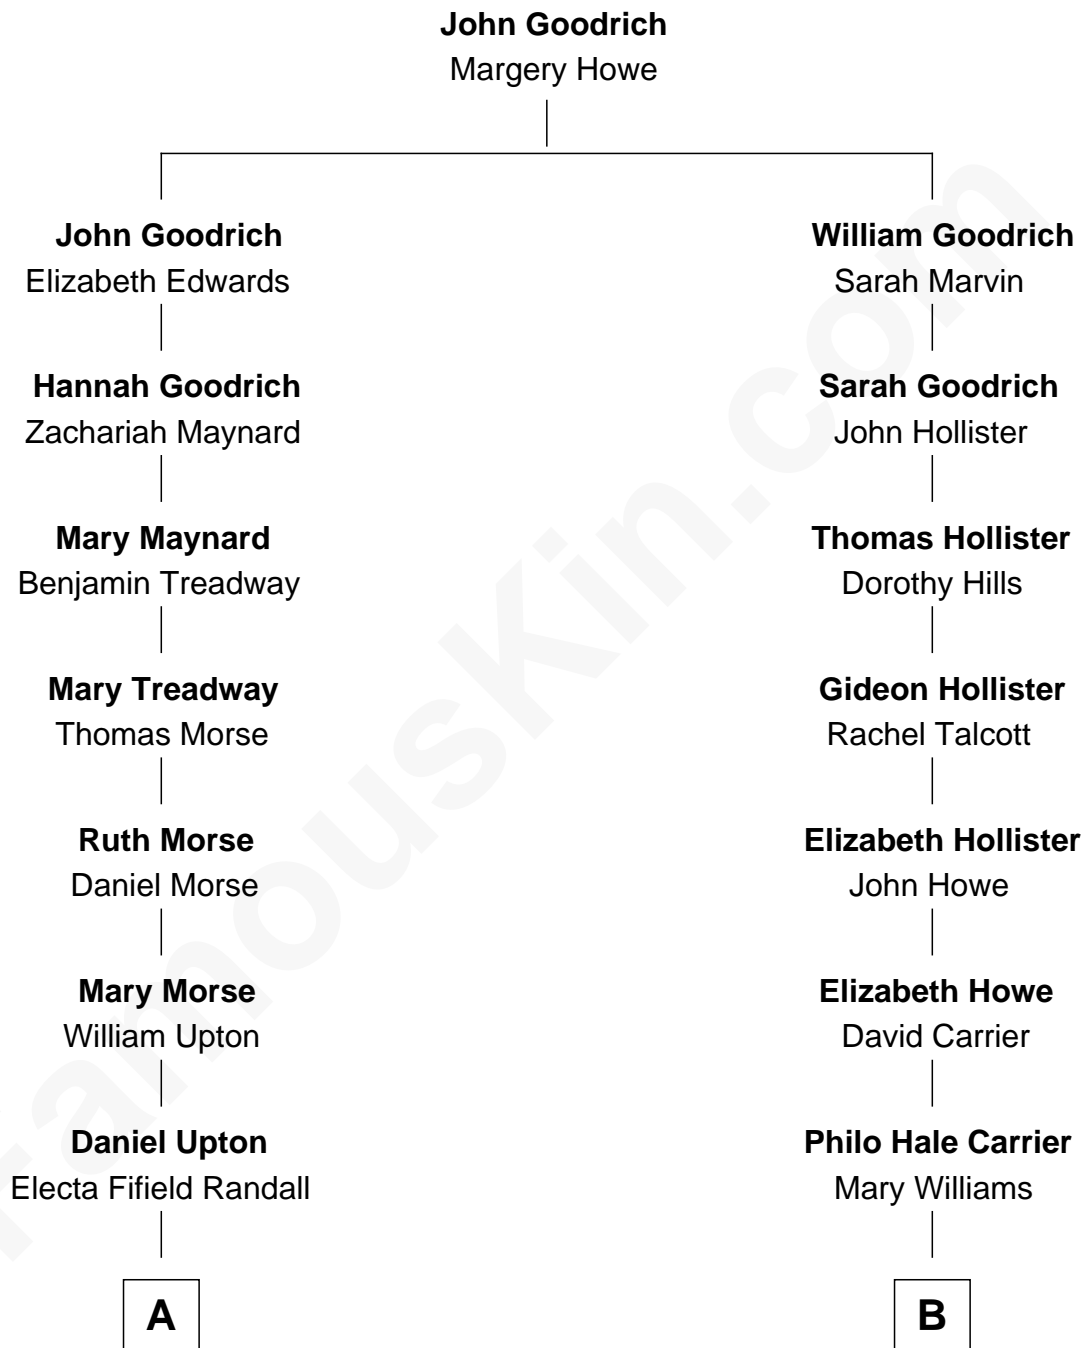 John Goodrich
Margery Howe
John Goodrich
Elizabeth Edwards
William Goodrich
Sarah Marvin
Hannah Goodrich
Zachariah Maynard
Sarah Goodrich
John Hollister
Mary Maynard
Benjamin Treadway
Thomas Hollister
Dorothy Hills
Mary Treadway
Thomas Morse
Gideon Hollister
Rachel Talcott
Ruth Morse
Daniel Morse
Elizabeth Hollister
John Howe
Mary Morse
William Upton
Elizabeth Howe
David Carrier
Daniel Upton
Electa Fifield Randall
Philo Hale Carrier
Mary Williams
A
B
FamousKin.com